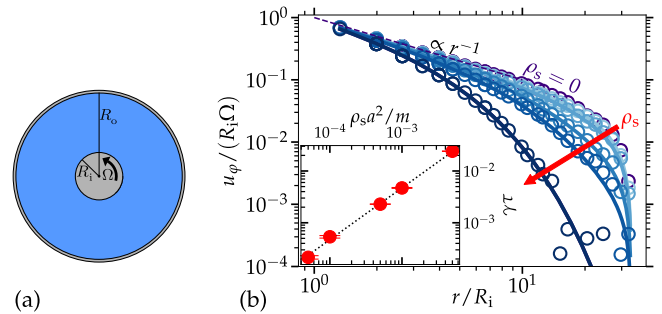 (a)
R_o
R_i
Ω
(b)
u_φ/(R_iΩ)
10^0
10^−1
10^−2
10^−3
10^−4
∝ r^−1
ρ_s = 0
ρ_s
ρ_s a^2/m
10^−4
10^−3
10^−2
10^−3
γτ
10^0
10^1
r/R_i